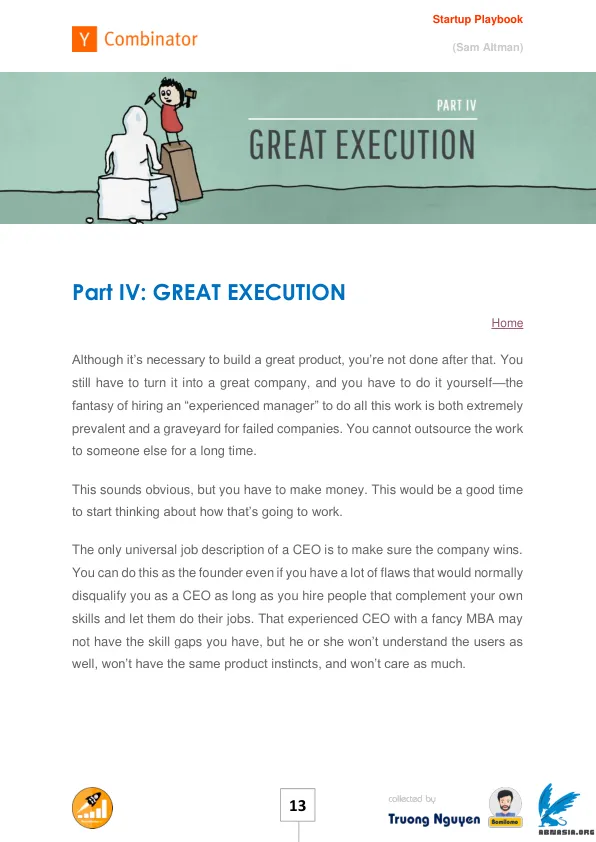 Startup Playbook
Y Combinator
(Sam Altman)
PART IV
GREAT EXECUTION
Part IV: GREAT EXECUTION
Home
Although it’s necessary to build a great product, you’re not done after that. You
still have to turn it into a great company, and you have to do it yourself—the
fantasy of hiring an “experienced manager” to do all this work is both extremely
prevalent and a graveyard for failed companies. You cannot outsource the work
to someone else for a long time.
This sounds obvious, but you have to make money. This would be a good time
to start thinking about how that’s going to work.
The only universal job description of a CEO is to make sure the company wins.
You can do this as the founder even if you have a lot of flaws that would normally
disqualify you as a CEO as long as you hire people that complement your own
skills and let them do their jobs. That experienced CEO with a fancy MBA may
not have the skill gaps you have, but he or she won’t understand the users as
well, won’t have the same product instincts, and won’t care as much.
13
collected by
Truong Nguyen
Bomlamo
ABNASIA.ORG